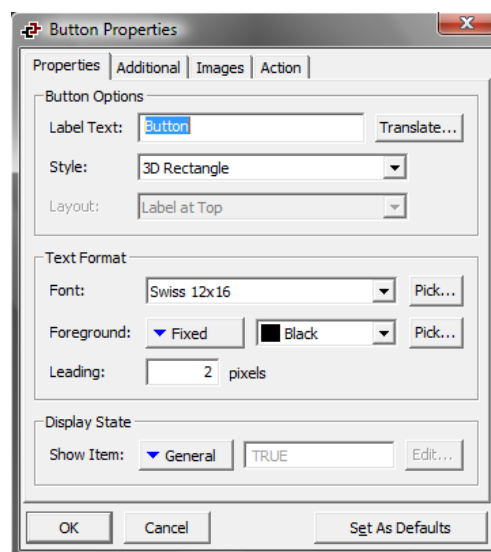 Button Properties
Properties Additional Images Action
Button Options
Label Text: Button Translate...
Style: 3D Rectangle
Layout: Label at Top
Text Format
Font: Swiss 12x16 Pick...
Foreground: Fixed Black Pick...
Leading: 2 pixels
Display State
Show Item: General TRUE Edit...
OK Cancel Set As Defaults